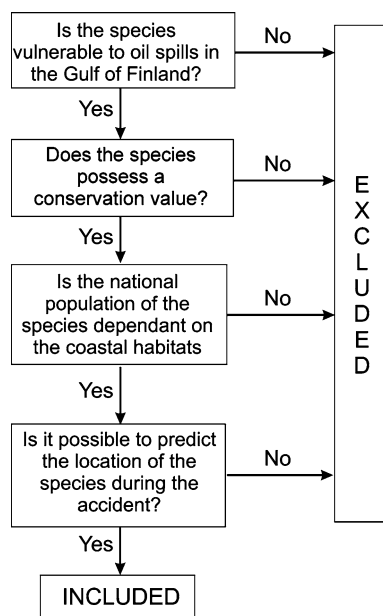 Is the species
vulnerable to oil spills in
the Gulf of Finland?
No
Yes
Does the species
possess a
conservation value?
No
Yes
Is the national
population of the
species dependant on
the coastal habitats
No
Yes
Is it possible to predict
the location of the
species during the
accident?
No
Yes
INCLUDED
EXCLUDED